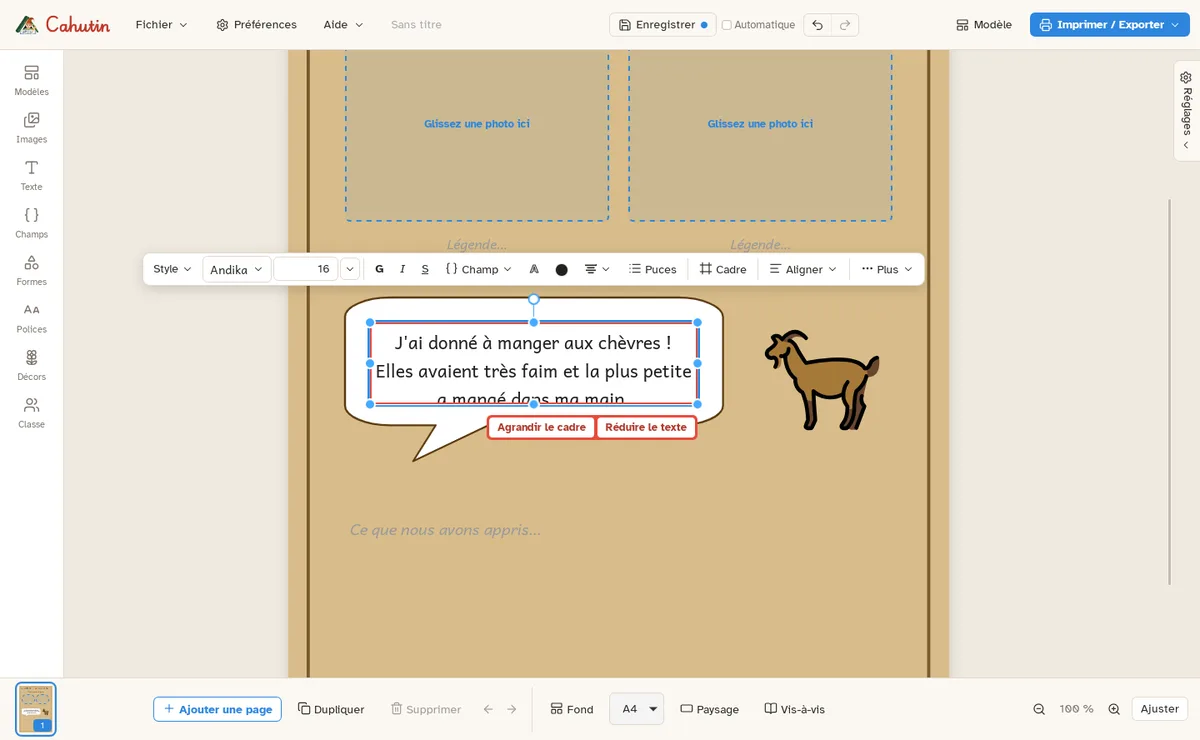 Cahutin
Fichier
Préférences
Aide
Sans titre
Enregistrer
Automatique
Modèle
Imprimer / Exporter
Modèles
Images
Texte
Champs
Formes
Polices
Décors
Classe
Réglages
Glissez une photo ici
Glissez une photo ici
Légende...
Légende...
Style
Andika
16
G
I
S
Champ
A
Puces
Cadre
Aligner
Plus
J'ai donné à manger aux chèvres !
Elles avaient très faim et la plus petite
a mangé dans ma main
Agrandir le cadre
Réduire le texte
Ce que nous avons appris...
1
Ajouter une page
Dupliquer
Supprimer
Fond
A4
Paysage
Vis-à-vis
100 %
Ajuster